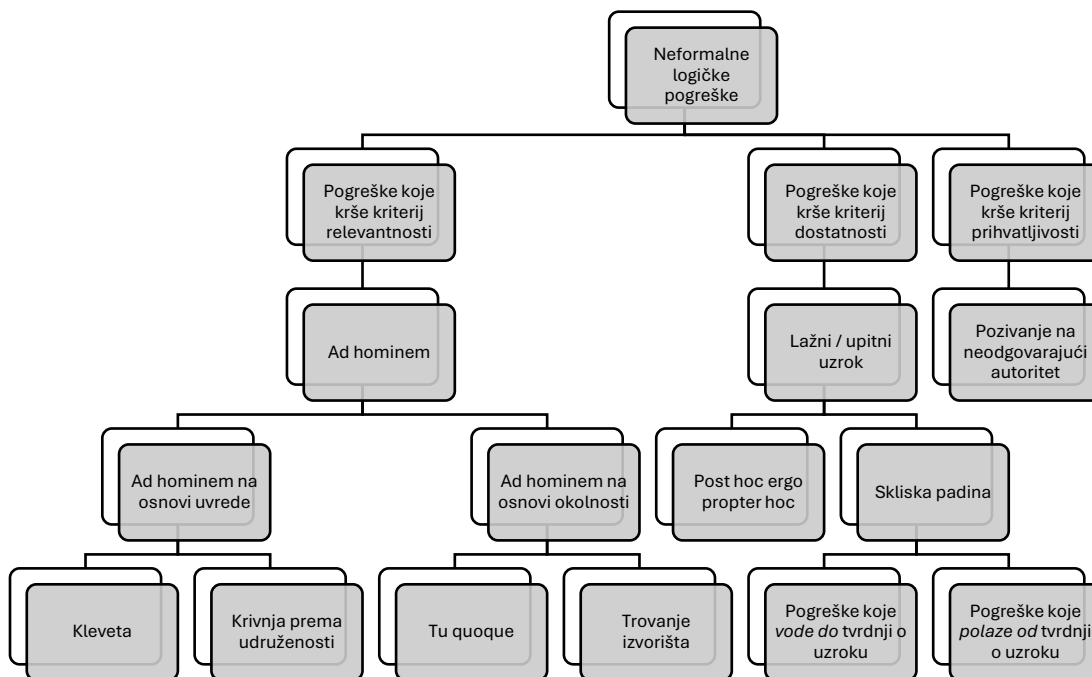 Neformalne
logičke
pogreške
Pogreške koje
krše kriterij
relevantnosti
Pogreške koje
krše kriterij
dostatnosti
Pogreške koje
krše kriterij
prihvatljivosti
Ad hominem
Lažni / upitni
uzrok
Pozivanje na
neodgovarajući
autoritet
Ad hominem na
osnovi uvrede
Ad hominem na
osnovi okolnosti
Post hoc ergo
propter hoc
Skliska padina
Kleveta
Krivnja prema
udruženosti
Tu quoque
Trovanje
izvorišta
Pogreške koje
vode do tvrdnji o
uzroku
Pogreške koje
polaze od tvrdnji
o uzroku